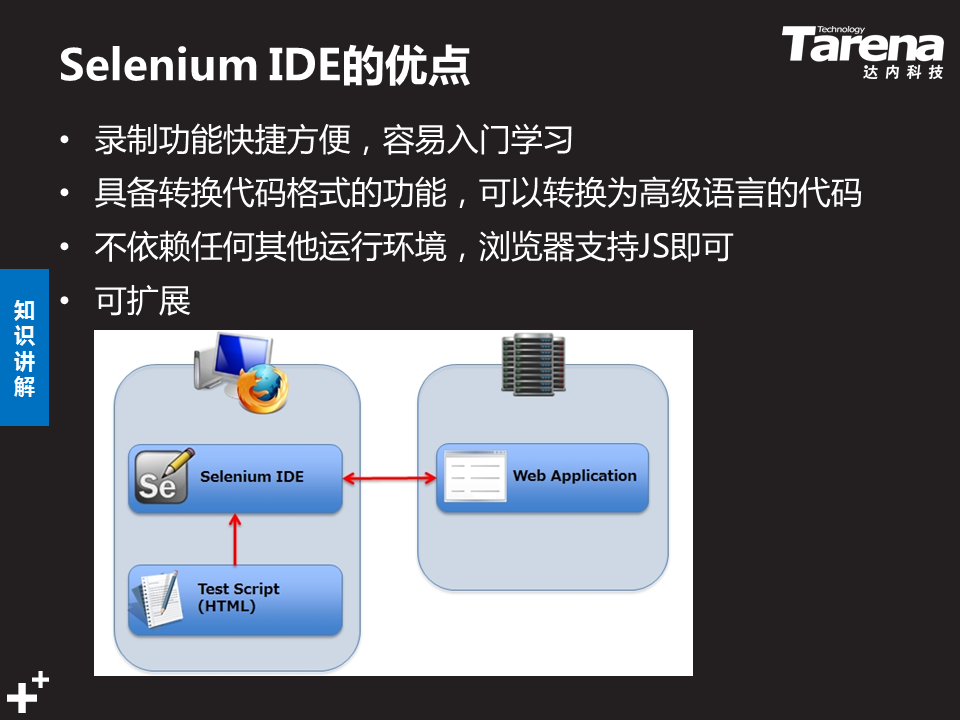 Selenium IDE的优点
Technology
Tarena
达内科技
• 录制功能快捷方便，容易入门学习
• 具备转换代码格式的功能，可以转换为高级语言的代码
• 不依赖任何其他运行环境，浏览器支持JS即可
• 可扩展
知识讲解
Se
Selenium IDE
Web Application
Test Script
(HTML)